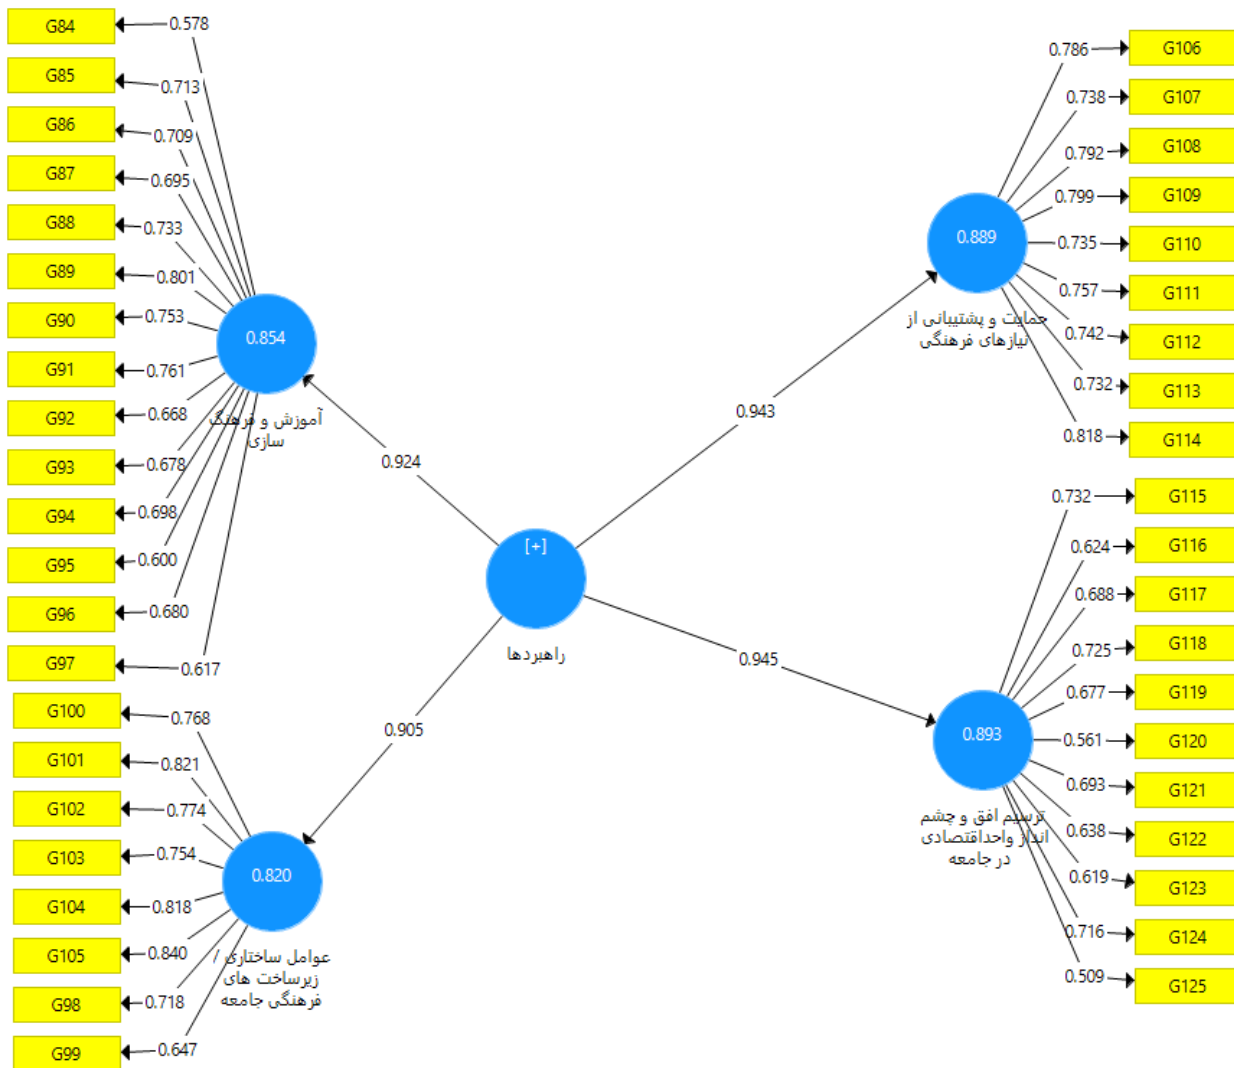 G84
0.578
G85
0.713
G86
0.709
G87
0.695
G88
0.733
G89
0.801
G90
0.753
G91
0.761
G92
0.668
G93
0.678
G94
0.698
G95
0.600
G96
0.680
G97
0.617
0.854
آموزش و فرهنگ
سازی
0.924
G100
0.768
G101
0.821
G102
0.774
G103
0.754
G104
0.818
G105
0.840
G98
0.718
G99
0.647
0.820
عوامل ساختاری /
زیرساخت های
فرهنگی جامعه
0.905
[+]
راهبردها
0.943
0.889
حمایت و پشتیبانی از
نیازهای فرهنگی
0.786
G106
0.738
G107
0.792
G108
0.799
G109
0.735
G110
0.757
G111
0.742
G112
0.732
G113
0.818
G114
0.945
0.893
ترسیم افق و چشم
انداز واحداقتصادی
در جامعه
0.732
G115
0.624
G116
0.688
G117
0.725
G118
0.677
G119
0.561
G120
0.693
G121
0.638
G122
0.619
G123
0.716
G124
0.509
G125